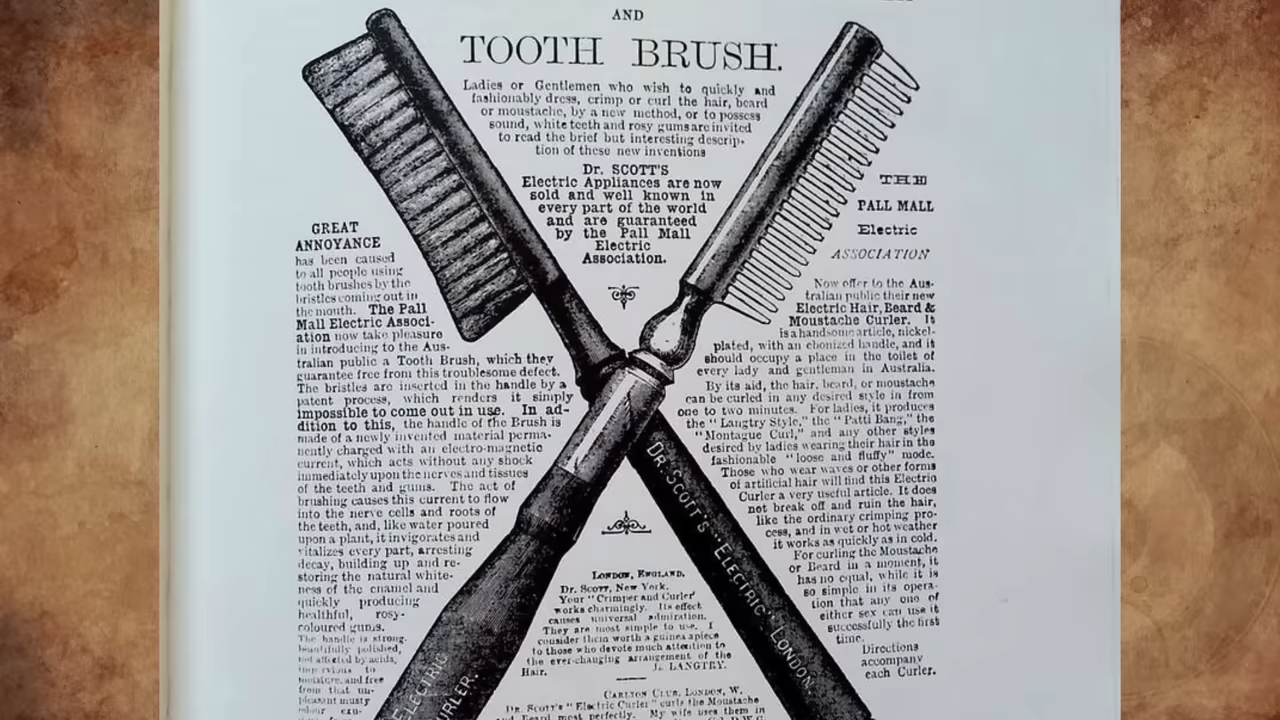 AND
TOOTH BRUSH.
Ladies or Gentlemen who wish to quickly and
fashionably dress, crimp or curl the hair, beard
or moustache, by a new method, or to possess
sound, white teeth and rosy gums are invited
to read the brief but interesting descrip-
tion of these new inventions
Dr. SCOTT'S
Electric Appliances are now
sold and well known in
every part of the world
and are guaranteed
by the Pall Mall
Electric
Association.
GREAT
ANNOYANCE
has been caused
to all people using
tooth brushes by the
bristles coming out in
the mouth. The Pall
Mall Electric Associ-
ation now take pleasure
in introducing to the Aus-
tralian public a Tooth Brush, which they
guarantee free from this troublesome defect.
The bristles are inserted in the handle by a
patent process, which renders it simply
impossible to come out in use. In ad-
dition to this, the handle of the Brush is
made of a newly invented material perma-
nently charged with an electro-magnetic
current, which acts without any shock
immediately upon the nerves and tissues
of the teeth and gums. The act of
brushing causes this current to flow
into the nerve cells and roots of
the teeth, and, like water poured
upon a plant, it invigorates and
vitalizes every part, arresting
decay, building up and re-
storing the natural white-
ness of the enamel and
quickly producing
healthful, rosy-
coloured gums.
The handle is strong,
beautifully polished,
not affected by acids,
impervious to
moisture, and free
from that un-
pleasant musty
odour
THE
PALL MALL
Electric
ASSOCIATION
Now offer to the Aus-
tralian public their new
Electric Hair, Beard &
Moustache Curler. It
is a handsome article, nickel-
plated, with an ebonized handle, and it
should occupy a place in the toilet of
every lady and gentleman in Australia.
By its aid, the hair, beard, or moustache
can be curled in any desired style in from
one to two minutes. For ladies, it produces
the "Langtry Style," the "Patti Bang," the
"Montague Curl," and any other styles
desired by ladies wearing their hair in the
fashionable "loose and fluffy" mode.
Those who wear waves or other forms
of artificial hair will find this Electric
Curler a very useful article. It does
not break off and ruin the hair,
like the ordinary crimping pro-
cess, and in wet or hot weather
it works as quickly as in cold.
For curling the Moustache
or Beard in a moment, it
has no equal, while it is
so simple in its opera-
tion that any one of
either sex can use it
successfully the first
time.
Directions
accompany
each Curler.
DR. SCOTT'S "ELECTRIC" LONDON.
ELECTRIC
CURLER.
LONDON, ENGLAND.
Dr. Scott, New York.
Your "Crimper and Curler"
works charmingly. Its effect
causes universal admiration.
They are most simple to use. I
consider them worth a guinea apiece
to those who devote much attention to
the ever-changing arrangement of the
Hair. L. LANGTRY.
CARLTON CLUB, LONDON, W.
Dr. Scott's "Electric Curler" curls the Moustache
and Beard most perfectly. My wife uses them in